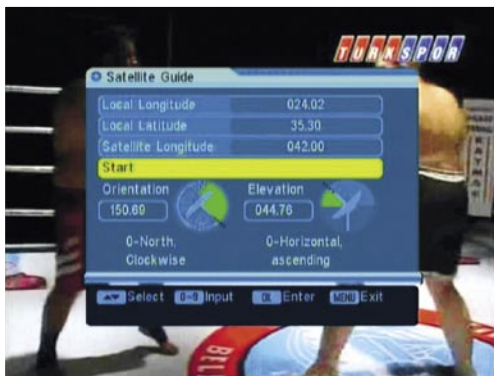 TURKSPOR
Satellite Guide
Local Longitude 024.02
Local Latitude 35.30
Satellite Longitude 042.00
Start
Orientation Elevation
150.69 044.76
0-North, 0-Horizontal,
Clockwise ascending
Select 0~9 Input OK Enter MENU Exit
BEL